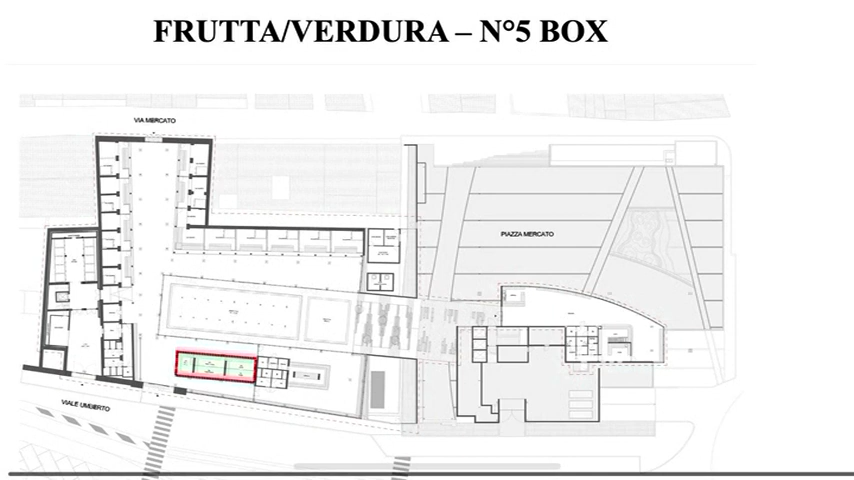 FRUTTA/VERDURA – N°5 BOX
VIA MERCATO
PIAZZA MERCATO
VIALE UMBERTO